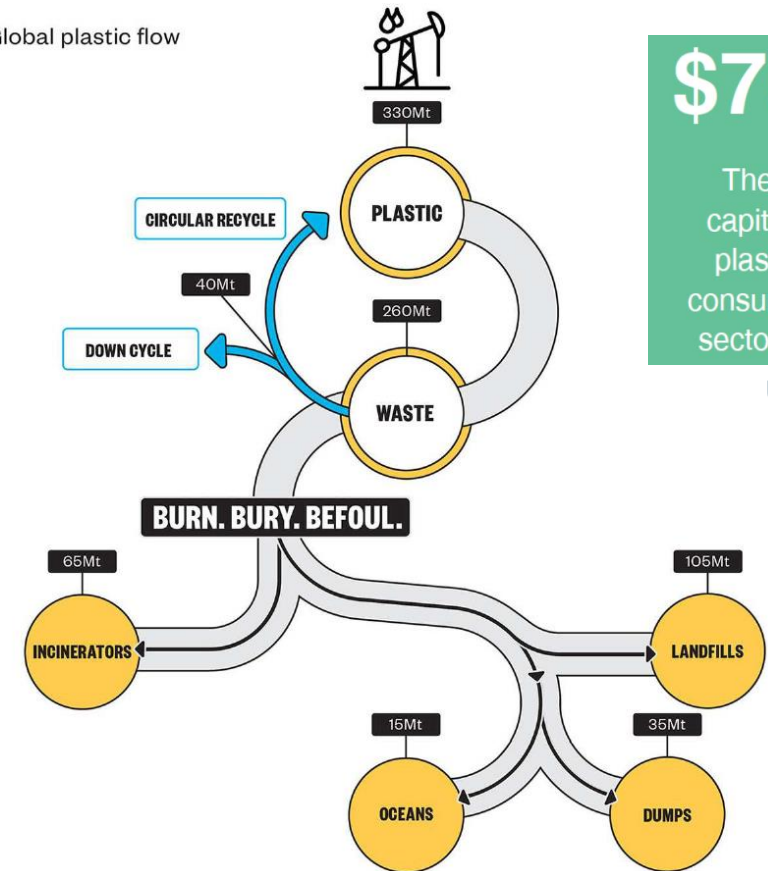 Global plastic flow
330Mt
$7
PLASTIC
The
capit
plas
consu
secto
CIRCULAR RECYCLE
40Mt
260Mt
DOWN CYCLE
WASTE
BURN. BURY. BEFOUL.
65Mt
105Mt
INCINERATORS
LANDFILLS
15Mt
35Mt
OCEANS
DUMPS